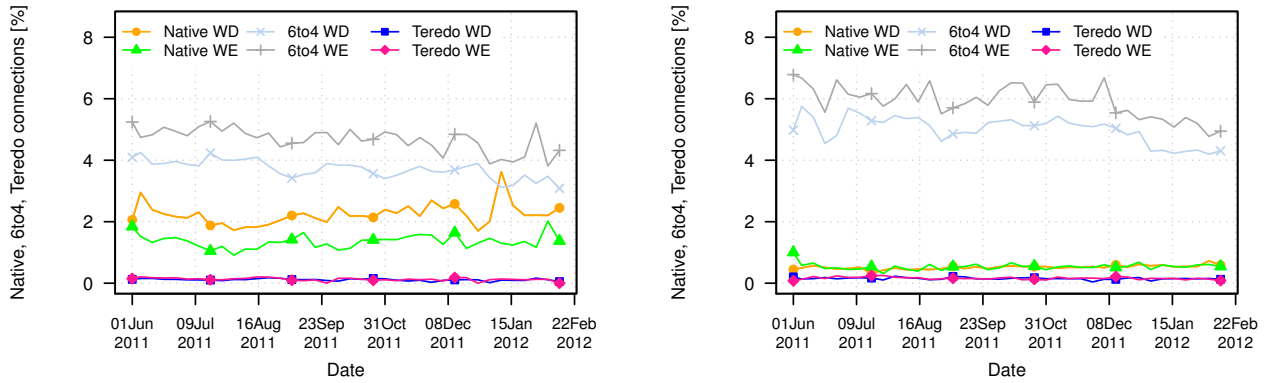 Native, 6to4, Teredo connections [%]
8
6
4
2
0
Native WD
6to4 WD
Teredo WD
Native WE
6to4 WE
Teredo WE
01Jun 09Jul 16Aug 23Sep 31Oct 08Dec 15Jan 22Feb
2011 2011 2011 2011 2011 2011 2012 2012
Date
Native, 6to4, Teredo connections [%]
8
6
4
2
0
Native WD
6to4 WD
Teredo WD
Native WE
6to4 WE
Teredo WE
01Jun 09Jul 16Aug 23Sep 31Oct 08Dec 15Jan 22Feb
2011 2011 2011 2011 2011 2011 2012 2012
Date